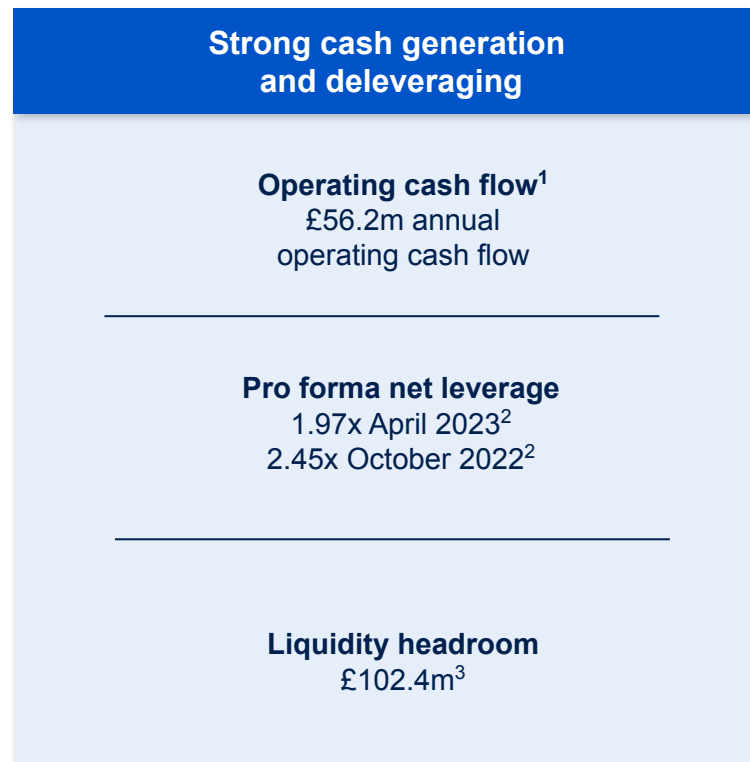 Strong cash generation
and deleveraging
Operating cash flow¹
£56.2m annual
operating cash flow
Pro forma net leverage
1.97x April 2023²
2.45x October 2022²
Liquidity headroom
£102.4m³